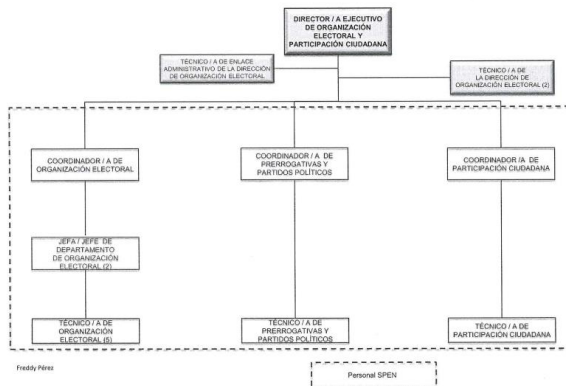 DIRECTOR / A EJECUTIVO
DE ORGANIZACIÓN
ELECTORAL Y
PARTICIPACIÓN CIUDADANA
TÉCNICO / A DE ENLACE
ADMINISTRATIVO DE LA DIRECCIÓN
DE ORGANIZACIÓN ELECTORAL
TÉCNICO / A DE
LA DIRECCIÓN DE
ORGANIZACIÓN ELECTORAL (2)
COORDINADOR / A DE
ORGANIZACIÓN ELECTORAL
COORDINADOR / A DE
PRERROGATIVAS Y
PARTIDOS POLÍTICOS
COORDINADOR /A DE
PARTICIPACIÓN CIUDADANA
JEFA / JEFE DE
DEPARTAMENTO
DE ORGANIZACIÓN
ELECTORAL (2)
TÉCNICO / A DE
ORGANIZACIÓN
ELECTORAL (5)
TÉCNICO / A DE
PRERROGATIVAS Y
PARTIDOS POLÍTICOS
TÉCNICO / A DE
PARTICIPACIÓN CIUDADANA
Freddy Pérez
Personal SPEN